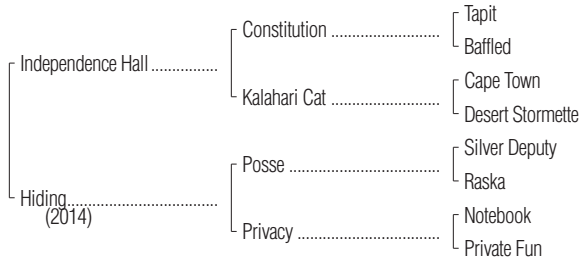 Tapit
Constitution ..........................
Baffled
Independence Hall ................
Cape Town
Kalahari Cat ..........................
Desert Stormette
Silver Deputy
Posse ....................................
Raska
Hiding.....................................
(2014)
Notebook
Privacy ..................................
Private Fun